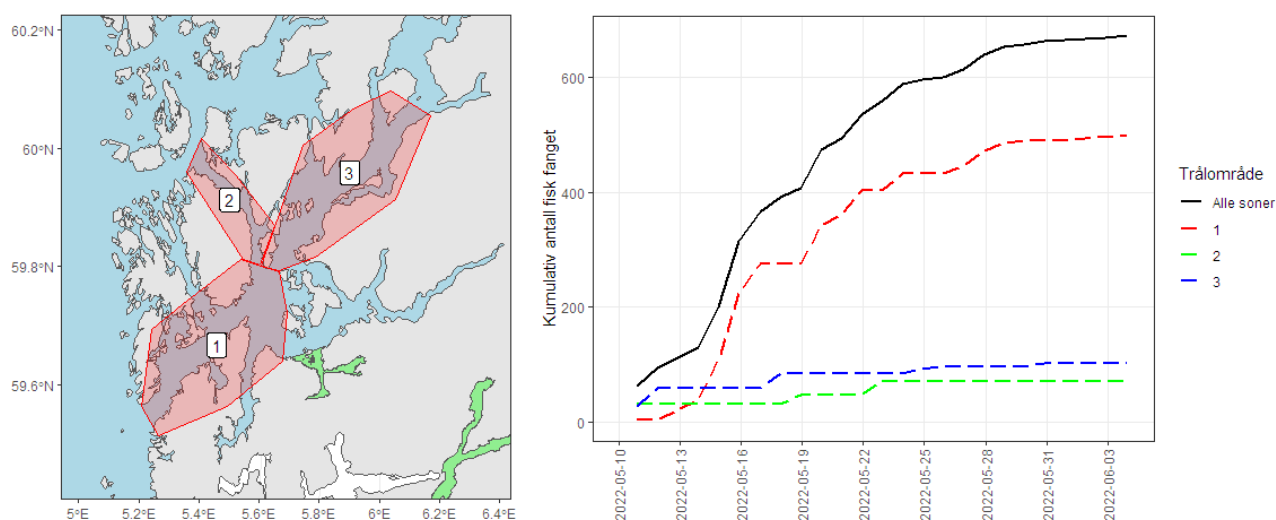 60.2°N
60°N
59.8°N
59.6°N
5°E 5.2°E 5.4°E 5.6°E 5.8°E 6°E 6.2°E 6.4°E
1
2
3
Kumulativ antall fisk fanget
600
400
200
0
2022-05-10
2022-05-13
2022-05-16
2022-05-19
2022-05-22
2022-05-25
2022-05-28
2022-05-31
2022-06-03
Trålområde
Alle soner
1
2
3